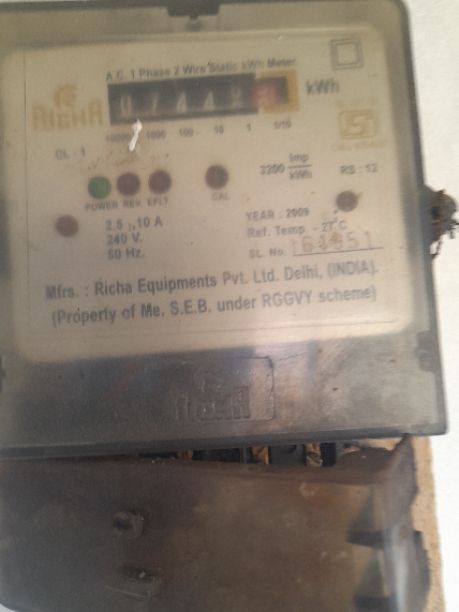 A.C. 1 Phase 2 Wire Static kWh Meter.
RICHA
kWh
10000 1000 100 10 1 1/10
CL - 1
3200 Imp/kWh
RS : 12
POWER REV. EFLT CAL
2.5 - 10 A
240 V.
50 Hz.
YEAR : 2009
Ref. Temp. - 27°C
SL. No.
Mfrs. : Richa Equipments Pvt. Ltd. Delhi, (INDIA).
(Property of Me. S.E.B. under RGGVY scheme)
RICHA